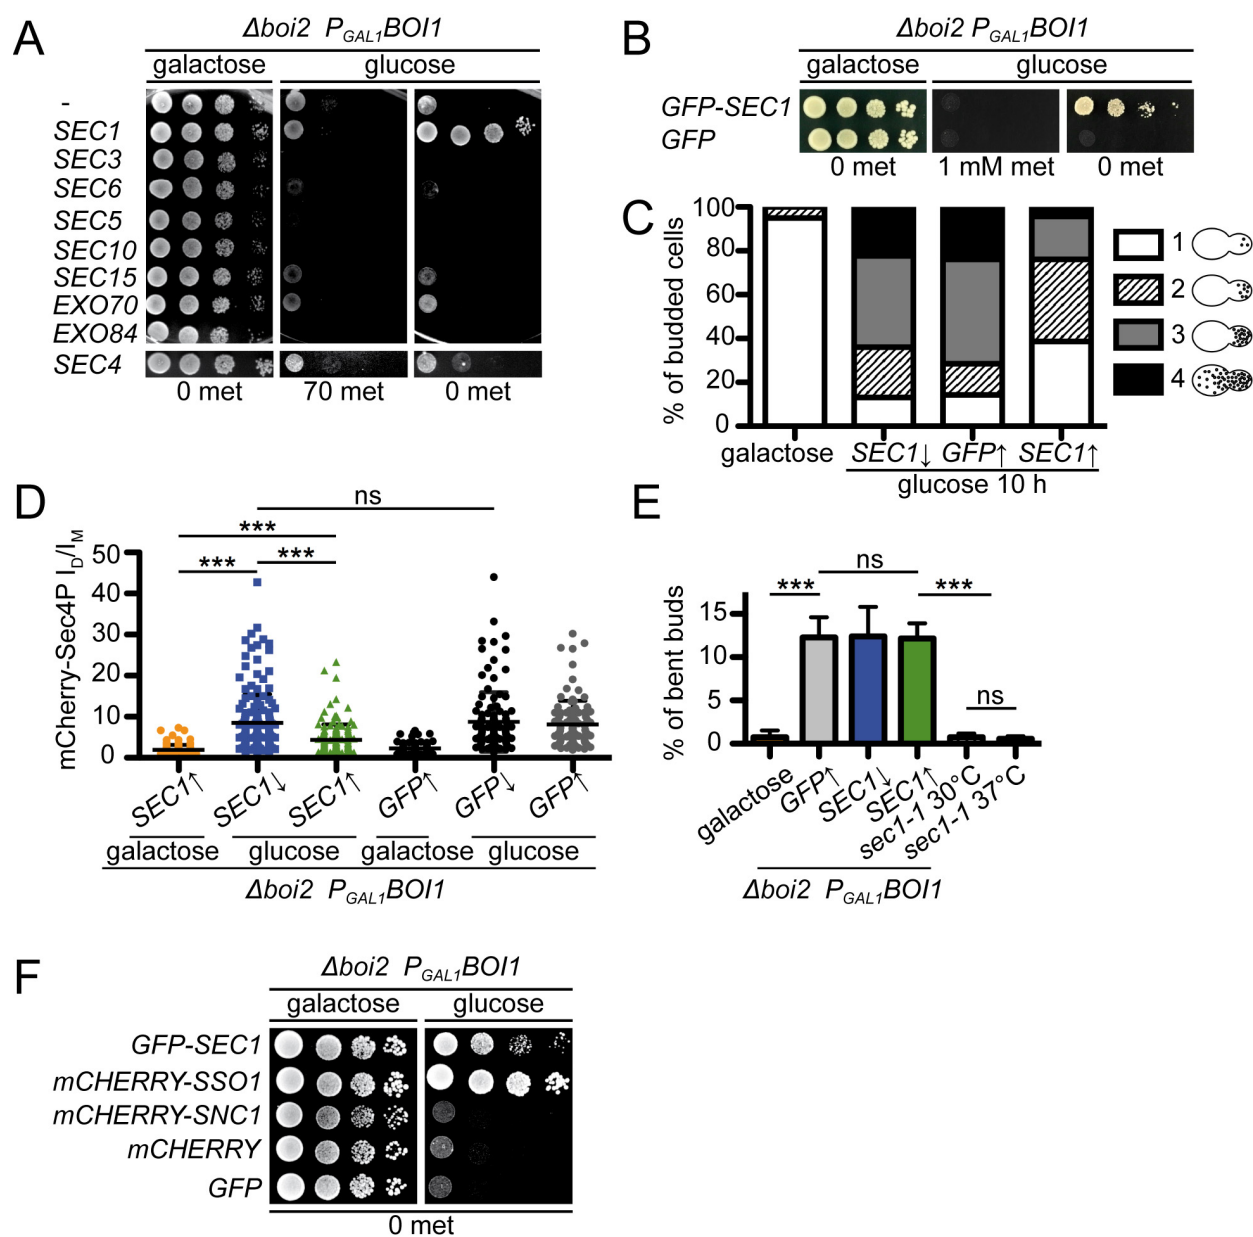 A
Δboi2 PGAL1BOI1
galactose glucose
-
SEC1
SEC3
SEC6
SEC5
SEC10
SEC15
EXO70
EXO84
SEC4
0 met 70 met 0 met
B
Δboi2 PGAL1BOI1
galactose glucose
GFP-SEC1
GFP
0 met 1 mM met 0 met
C
% of budded cells
100
80
60
40
20
0
galactose SEC1↓ GFP↑ SEC1↑
glucose 10 h
1
2
3
4
D
mCherry-Sec4P ID/IM
50
40
30
20
10
0
ns
***
*** ***
SEC1↑ SEC1↓ SEC1↑ GFP↑ GFP↓ GFP↑
galactose glucose galactose glucose
Δboi2 PGAL1BOI1
E
% of bent buds
15
10
5
0
ns
*** ***
ns
galactose GFP↑ SEC1↓ SEC1↑ sec1-1 30°C sec1-1 37°C
Δboi2 PGAL1BOI1
F
Δboi2 PGAL1BOI1
galactose glucose
GFP-SEC1
mCHERRY-SSO1
mCHERRY-SNC1
mCHERRY
GFP
0 met